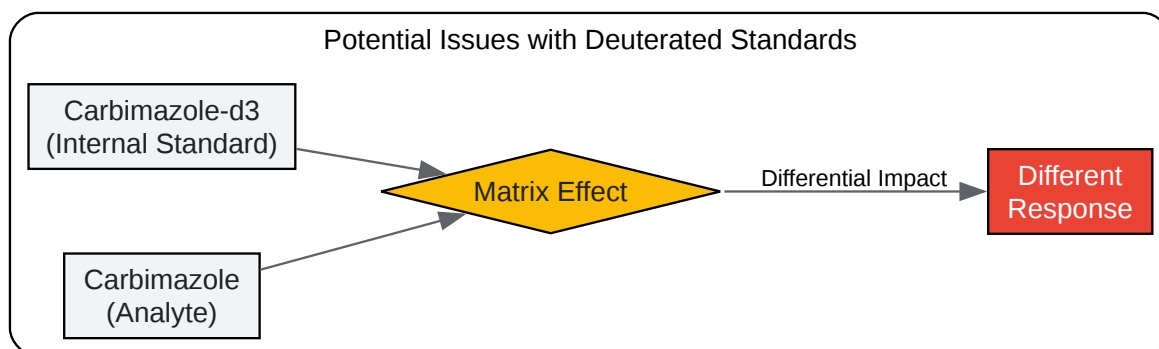 Potential Issues with Deuterated Standards
Carbimazole-d3
(Internal Standard)
Carbimazole
(Analyte)
Matrix Effect
Differential Impact
Different
Response